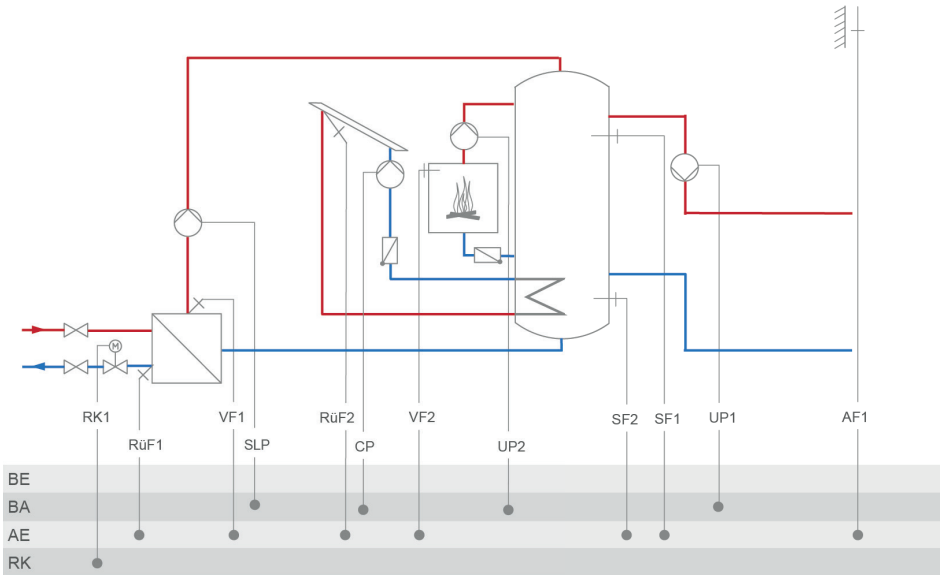 M
RK1
VF1
RüF2
VF2
SF2
SF1
UP1
AF1
RüF1
SLP
CP
UP2
BE
BA
AE
RK